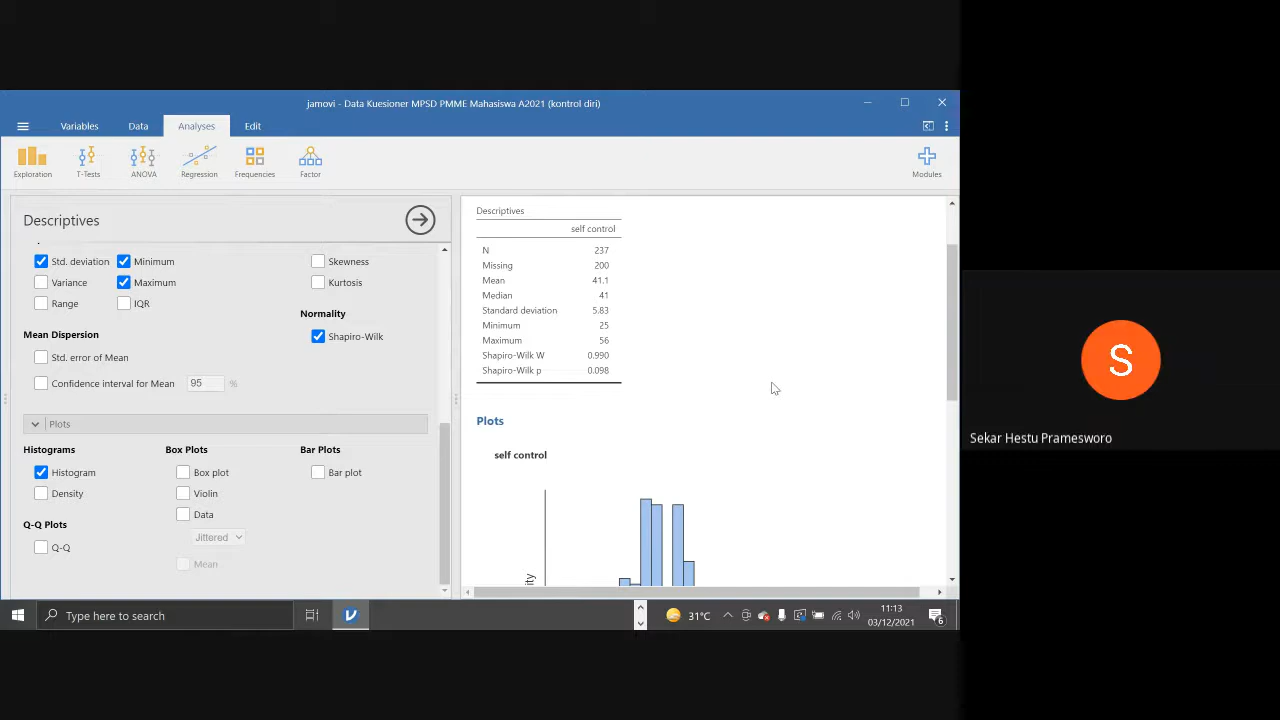 jamovi - Data Kuesioner MPSD PMME Mahasiswa A2021 (kontrol diri)
Variables Data Analyses Edit
Exploration T-Tests ANOVA Regression Frequencies Factor Modules
Descriptives
Std. deviation Minimum Skewness
Variance Maximum Kurtosis
Range IQR
Normality
Mean Dispersion
Shapiro-Wilk
Std. error of Mean
Confidence interval for Mean 95 %
Plots
Histograms Box Plots Bar Plots
Histogram Box plot Bar plot
Density Violin
Data
Q-Q Plots
Jittered
Q-Q
Mean
Descriptives
self control
N 237
Missing 200
Mean 41.1
Median 41
Standard deviation 5.83
Minimum 25
Maximum 56
Shapiro-Wilk W 0.990
Shapiro-Wilk p 0.098
Plots
self control
ity
Type here to search
31°C
11:13
03/12/2021
6
S
Sekar Hestu Pramesworo